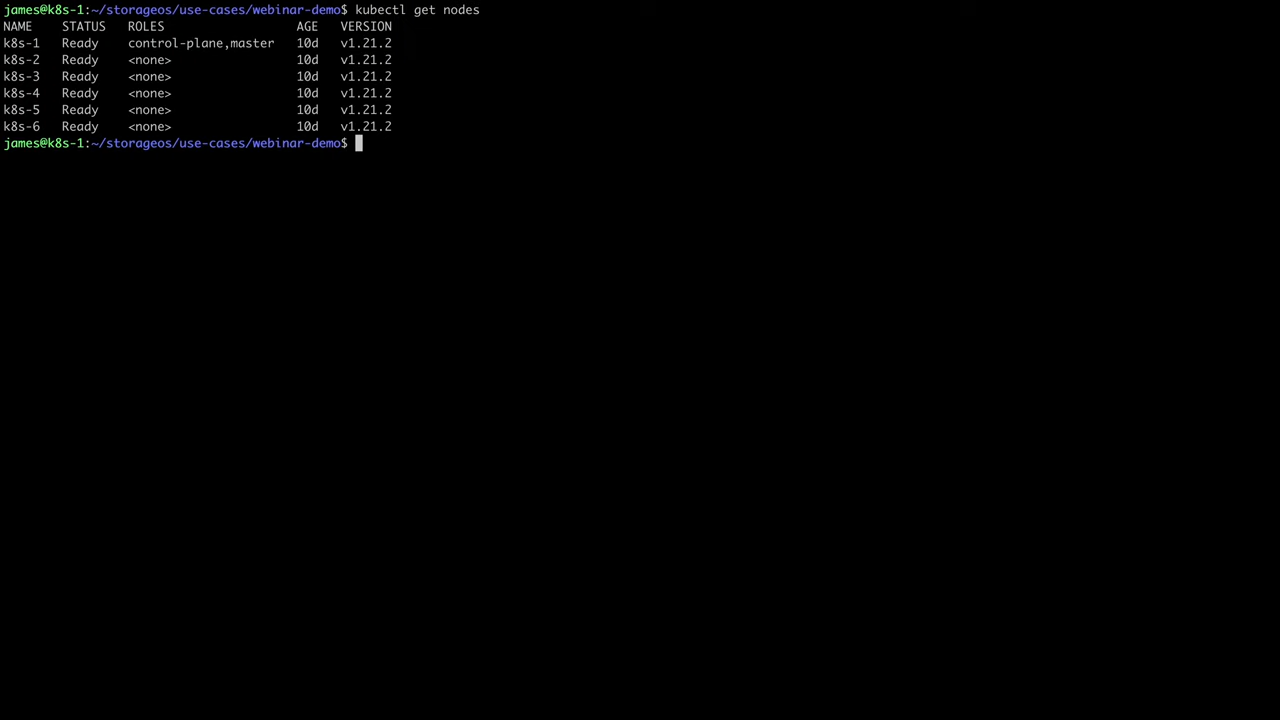 james@k8s-1:~/storageos/use-cases/webinar-demo$ kubectl get nodes
NAME    STATUS   ROLES                  AGE   VERSION
k8s-1   Ready    control-plane,master   10d   v1.21.2
k8s-2   Ready    <none>                 10d   v1.21.2
k8s-3   Ready    <none>                 10d   v1.21.2
k8s-4   Ready    <none>                 10d   v1.21.2
k8s-5   Ready    <none>                 10d   v1.21.2
k8s-6   Ready    <none>                 10d   v1.21.2
james@k8s-1:~/storageos/use-cases/webinar-demo$